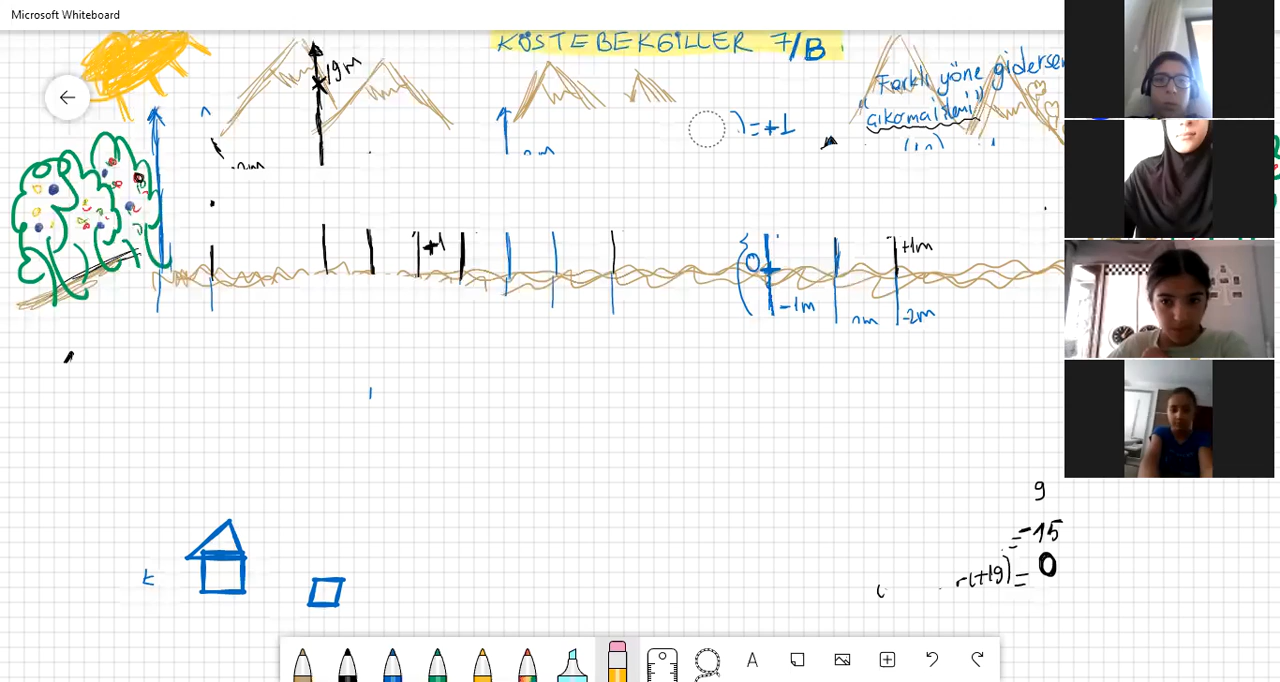 Microsoft Whiteboard
KÖSTEBEKGİLLER 7/B
19m
)=+1
Farklı yöne giderse
"çıkarma işlemi"
+1
0
+1m
-1m
-2m
9
=-15
-(+19)= 0
A